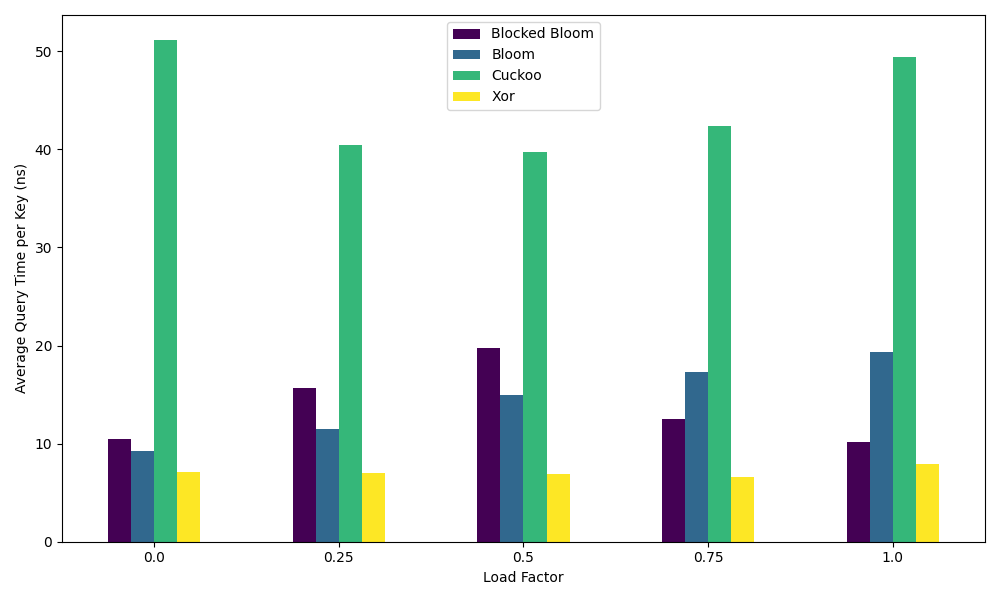 Blocked Bloom
Bloom
Cuckoo
Xor
Average Query Time per Key (ns)
50
40
30
20
10
0
0.0 0.25 0.5 0.75 1.0
Load Factor